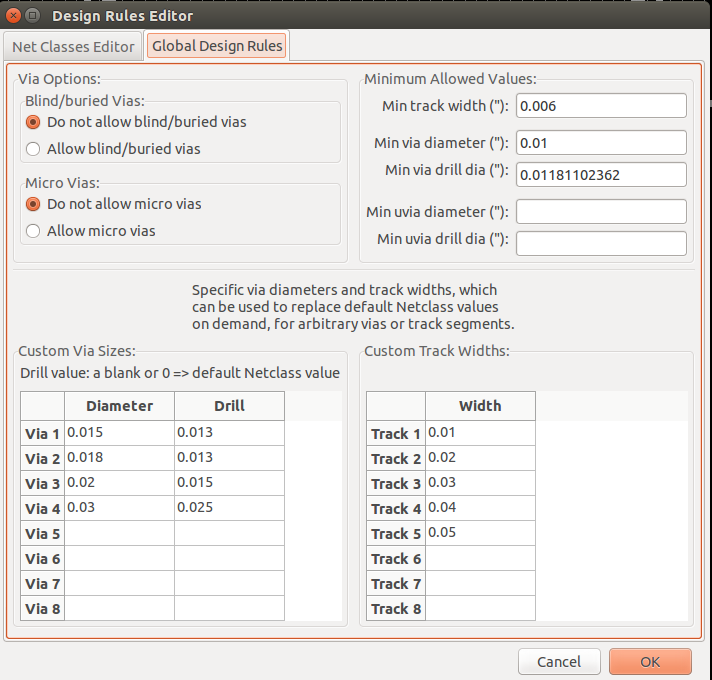 Design Rules Editor
Net Classes Editor
Global Design Rules
Via Options:
Blind/buried Vias:
Do not allow blind/buried vias
Allow blind/buried vias
Micro Vias:
Do not allow micro vias
Allow micro vias
Minimum Allowed Values:
Min track width ("): 0.006
Min via diameter ("): 0.01
Min via drill dia ("): 0.01181102362
Min uvia diameter ("):
Min uvia drill dia ("):
Specific via diameters and track widths, which
can be used to replace default Netclass values
on demand, for arbitrary vias or track segments.
Custom Via Sizes:
Drill value: a blank or 0 => default Netclass value
Diameter Drill
Via 1 0.015 0.013
Via 2 0.018 0.013
Via 3 0.02 0.015
Via 4 0.03 0.025
Via 5
Via 6
Via 7
Via 8
Custom Track Widths:
Width
Track 1 0.01
Track 2 0.02
Track 3 0.03
Track 4 0.04
Track 5 0.05
Track 6
Track 7
Track 8
Cancel
OK